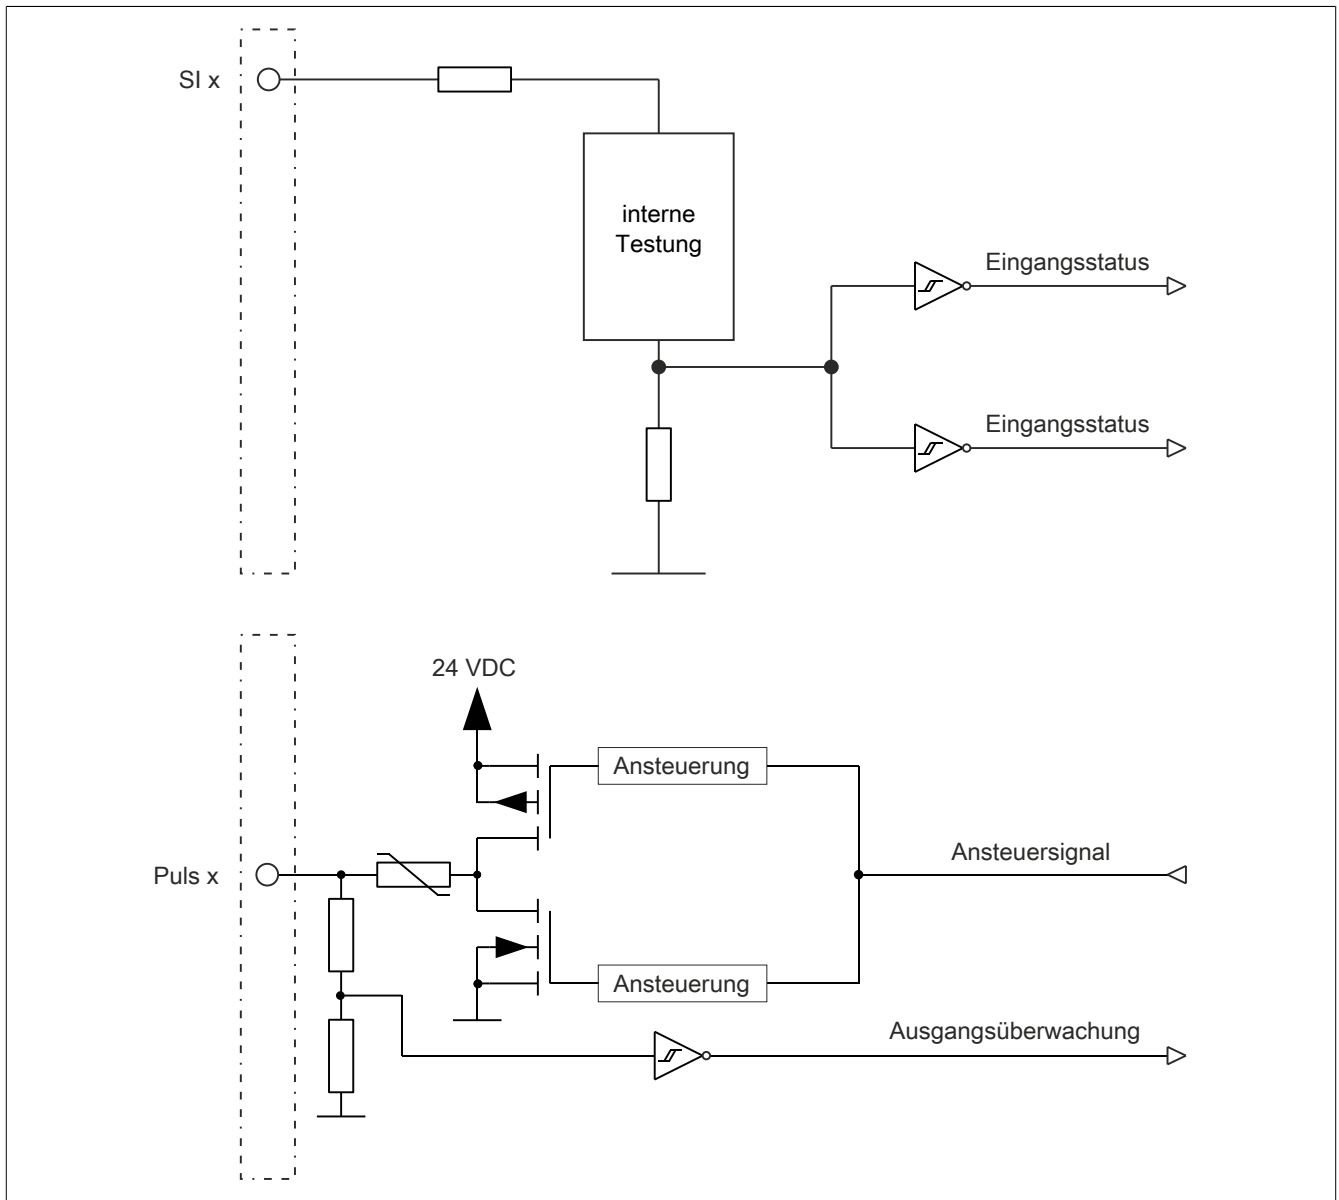 SI x
interne
Testung
Eingangsstatus
Eingangsstatus
24 VDC
Ansteuerung
Ansteuersignal
Puls x
Ansteuerung
Ausgangsüberwachung